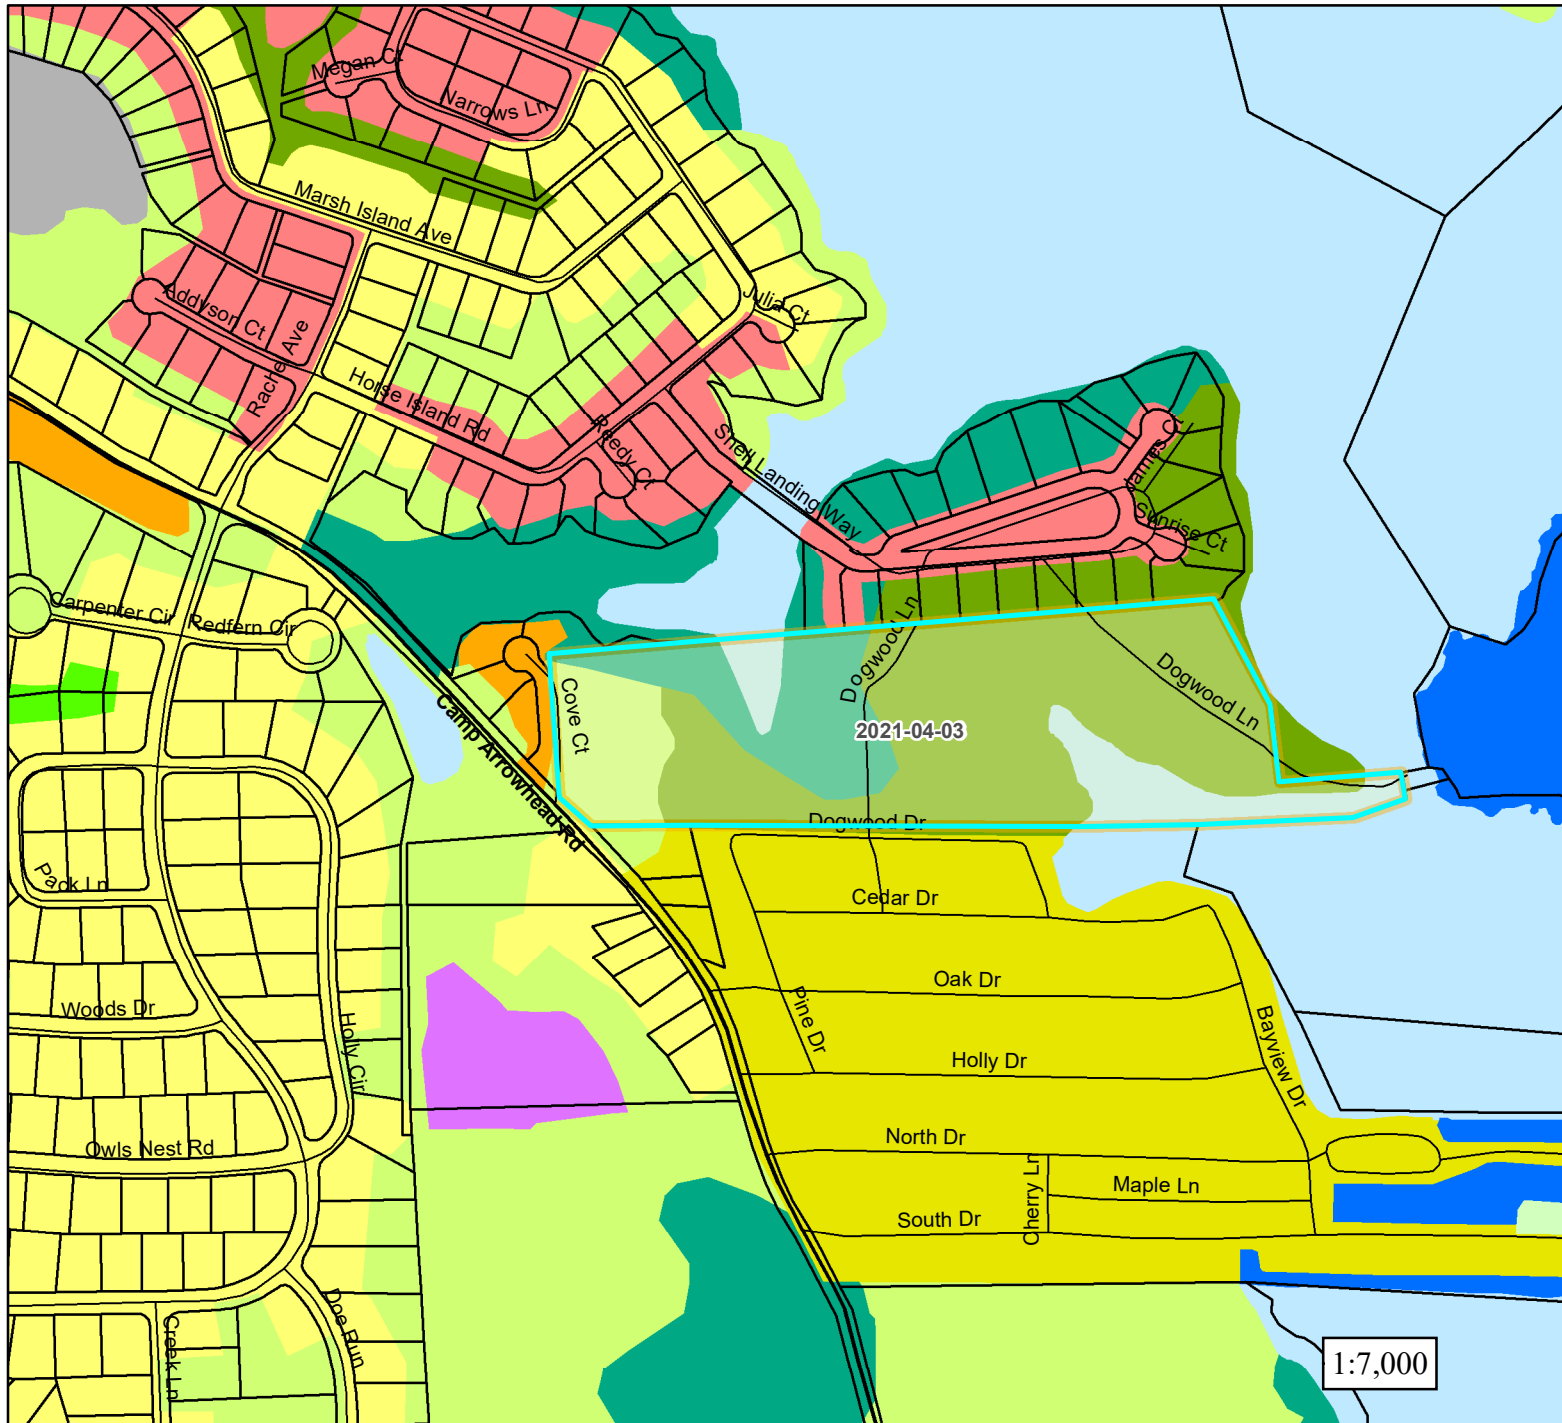 Megan Ct
Narrows Ln
Marsh Island Ave
Julia Ct
Addyson Ct
Rachel Ave
Horse Island Rd
Reedy Ct
Shell Landing Way
James Ct
Sunrise Ct
Carpenter Cir
Redfern Cir
Dogwood Ln
Dogwood Ln
Cove Ct
2021-04-03
Camp Arrowhead Rd
Dogwood Dr
Pack Ln
Cedar Dr
Oak Dr
Woods Dr
Pine Dr
Holly Cir
Bayview Dr
Holly Dr
Owls Nest Rd
North Dr
Cherry Ln
Maple Ln
South Dr
Doe Run
Creek Ln
1:7,000